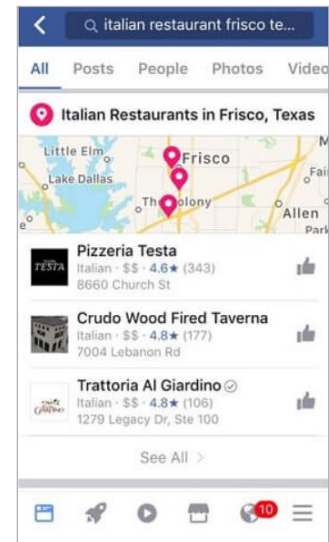 italian restaurant frisco te...
All Posts People Photos Video
Italian Restaurants in Frisco, Texas
Little Elm
Frisco
Lake Dallas
Fai
The Colony
Allen
Park
TESTA
Pizzeria Testa
Italian · $$ · 4.6★ (343)
8660 Church St
Crudo Wood Fired Taverna
Italian · $$ · 4.8★ (177)
7004 Lebanon Rd
Trattoria Al Giardino
Italian · $$ · 4.8★ (106)
1279 Legacy Dr, Ste 100
See All >
10